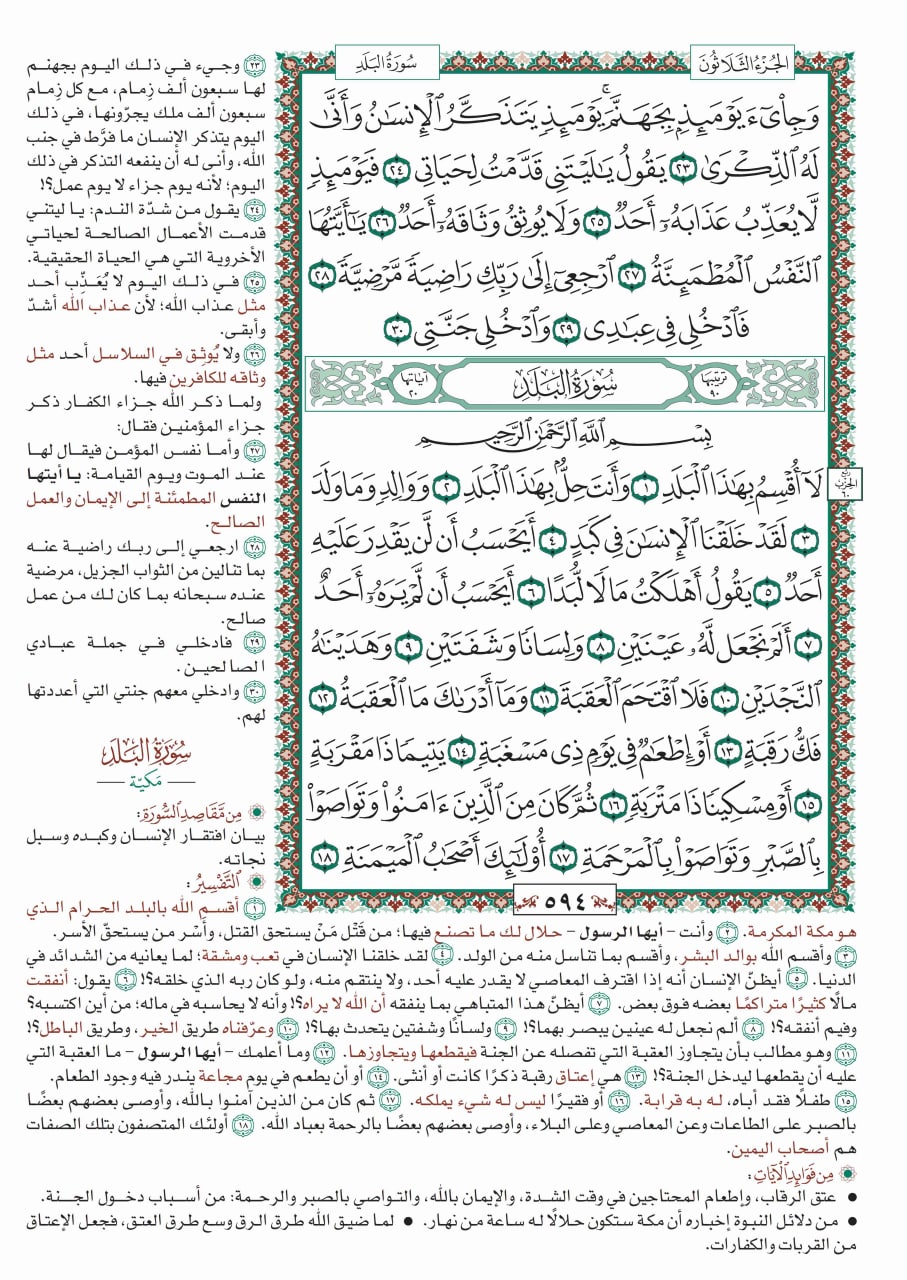 الجزء الثلاثون
سورة البلد
وَجِاْىٓءَ يَوْمَئِذِۭ بِجَهَنَّمَۚ يَوْمَئِذٖ يَتَذَكَّرُ ٱلْإِنسَٰنُ وَأَنَّىٰ
لَهُ ٱلذِّكْرَىٰ ٢٣ يَقُولُ يَٰلَيْتَنِى قَدَّمْتُ لِحَيَاتِى ٢٤ فَيَوْمَئِذٖ
لَّا يُعَذِّبُ عَذَابَهُۥٓ أَحَدٞ ٢٥ وَلَا يُوثِقُ وَثَاقَهُۥٓ أَحَدٞ ٢٦ يَٰٓأَيَّتُهَا
ٱلنَّفْسُ ٱلْمُطْمَئِنَّةُ ٢٧ ٱرْجِعِىٓ إِلَىٰ رَبِّكِ رَاضِيَةٗ مَّرْضِيَّةٗ ٢٨
فَٱدْخُلِى فِى عِبَٰدِى ٢٩ وَٱدْخُلِى جَنَّتِى ٣٠
ترتيبها ٩٠ سُورَةُ البَلَدِ آياتها ٢٠
بِسْمِ ٱللَّهِ ٱلرَّحْمَٰنِ ٱلرَّحِيمِ
لَآ أُقْسِمُ بِهَٰذَا ٱلْبَلَدِ ١ وَأَنتَ حِلُّۢ بِهَٰذَا ٱلْبَلَدِ ٢ وَوَالِدٖ وَمَا وَلَدَ
٣ لَقَدْ خَلَقْنَا ٱلْإِنسَٰنَ فِى كَبَدٍ ٤ أَيَحْسَبُ أَن لَّن يَقْدِرَ عَلَيْهِ
أَحَدٞ ٥ يَقُولُ أَهْلَكْتُ مَالٗا لُّبَدًا ٦ أَيَحْسَبُ أَن لَّمْ يَرَهُۥٓ أَحَدٌ
٧ أَلَمْ نَجْعَل لَّهُۥ عَيْنَيْنِ ٨ وَلِسَانٗا وَشَفَتَيْنِ ٩ وَهَدَيْنَٰهُ
ٱلنَّجْدَيْنِ ١٠ فَلَا ٱقْتَحَمَ ٱلْعَقَبَةَ ١١ وَمَآ أَدْرَىٰكَ مَا ٱلْعَقَبَةُ ١٢
فَكُّ رَقَبَةٍ ١٣ أَوْ إِطْعَٰمٞ فِى يَوْمٖ ذِى مَسْغَبَةٖ ١٤ يَتِيمٗا ذَا مَقْرَبَةٍ
١٥ أَوْ مِسْكِينٗا ذَا مَتْرَبَةٖ ١٦ ثُمَّ كَانَ مِنَ ٱلَّذِينَ ءَامَنُوا۟ وَتَوَاصَوْا۟
بِٱلصَّبْرِ وَتَوَاصَوْا۟ بِٱلْمَرْحَمَةِ ١٧ أُو۟لَٰٓئِكَ أَصْحَٰبُ ٱلْمَيْمَنَةِ ١٨
ربع الحزب ٦٠
٥٩٤
٢٣ وجيء في ذلك اليوم بجهنم
لها سبعون ألف زِمام، مع كل زِمام
سبعون ألف ملك يجرّونها، في ذلك
اليوم يتذكر الإنسان ما فرَّط في جنب
الله، وأنى له أن ينفعه التذكر في ذلك
اليوم؛ لأنه يوم جزاء لا يوم عمل؟!
٢٤ يقول من شدّة الندم: يا ليتني
قدمت الأعمال الصالحة لحياتي
الأخروية التي هي الحياة الحقيقية.
٢٥ في ذلك اليوم لا يُعَذِّب أحد
مثل عذاب الله؛ لأن عذاب الله أشدّ
وأبقى.
٢٦ ولا يُوثِق في السلاسل أحد مثل
وثاقه للكافرين فيها.
ولما ذكر الله جزاء الكفار ذكر
جزاء المؤمنين فقال:
٢٧ وأما نفس المؤمن فيقال لها
عند الموت ويوم القيامة: يا أيتها
النفس المطمئنة إلى الإيمان والعمل
الصالح.
٢٨ ارجعي إلى ربك راضية عنه
بما تنالين من الثواب الجزيل، مرضية
عنده سبحانه بما كان لك من عمل
صالح.
٢٩ فادخلي في جملة عبادي
الصالحين.
٣٠ وادخلي معهم جنتي التي أعددتها
لهم.
سورة البلد
مكيّة
من مقاصد السورة:
بيان افتقار الإنسان وكبده وسبل
نجاته.
التفسير:
١ أقسم الله بالبلد الحرام الذي
هو مكة المكرمة. ٢ وأنت - أيها الرسول - حلال لك ما تصنع فيها؛ من قَتْل مَنْ يستحق القتل، وأَسْر من يستحق الأسر.
٣ وأقسم الله بوالد البشر، وأقسم بما تناسل منه من الولد. ٤ لقد خلقنا الإنسان في تعب ومشقة؛ لما يعانيه من الشدائد في
الدنيا. ٥ أيظنّ الإنسان أنه إذا اقترف المعاصي لا يقدر عليه أحد، ولا ينتقم منه، ولو كان ربه الذي خلقه؟! ٦ يقول: أنفقت
مالًا كثيرًا متراكمًا بعضه فوق بعض. ٧ أيظنّ هذا المتباهي بما ينفقه أن الله لا يراه؟! وأنه لا يحاسبه في ماله؛ من أين اكتسبه؟
وفيم أنفقه؟! ٨ ألم نجعل له عينين يبصر بهما؟! ٩ ولسانًا وشفتين يتحدث بها؟! ١٠ وعرّفناه طريق الخير، وطريق الباطل؟!
١١ وهو مطالب بأن يتجاوز العقبة التي تفصله عن الجنة فيقطعها ويتجاوزها. ١٢ وما أعلمك - أيها الرسول - ما العقبة التي
عليه أن يقطعها ليدخل الجنة؟! ١٣ هي إعتاق رقبة ذكرًا كانت أو أنثى. ١٤ أو أن يطعم في يوم مجاعة يندر فيه وجود الطعام.
١٥ طفلًا فقد أباه، له به قرابة. ١٦ أو فقيرًا ليس له شيء يملكه. ١٧ ثم كان من الذين آمنوا بالله، وأوصى بعضهم بعضًا
بالصبر على الطاعات وعن المعاصي وعلى البلاء، وأوصى بعضهم بعضًا بالرحمة بعباد الله. ١٨ أولئك المتصفون بتلك الصفات
هم أصحاب اليمين.
من فوائد الآيات:
• عتق الرقاب، وإطعام المحتاجين في وقت الشدة، والإيمان بالله، والتواصي بالصبر والرحمة: من أسباب دخول الجنة.
• من دلائل النبوة إخباره أن مكة ستكون حلالًا له ساعة من نهار. • لما ضيق الله طرق الرق وسع طرق العتق، فجعل الإعتاق
من القربات والكفارات.